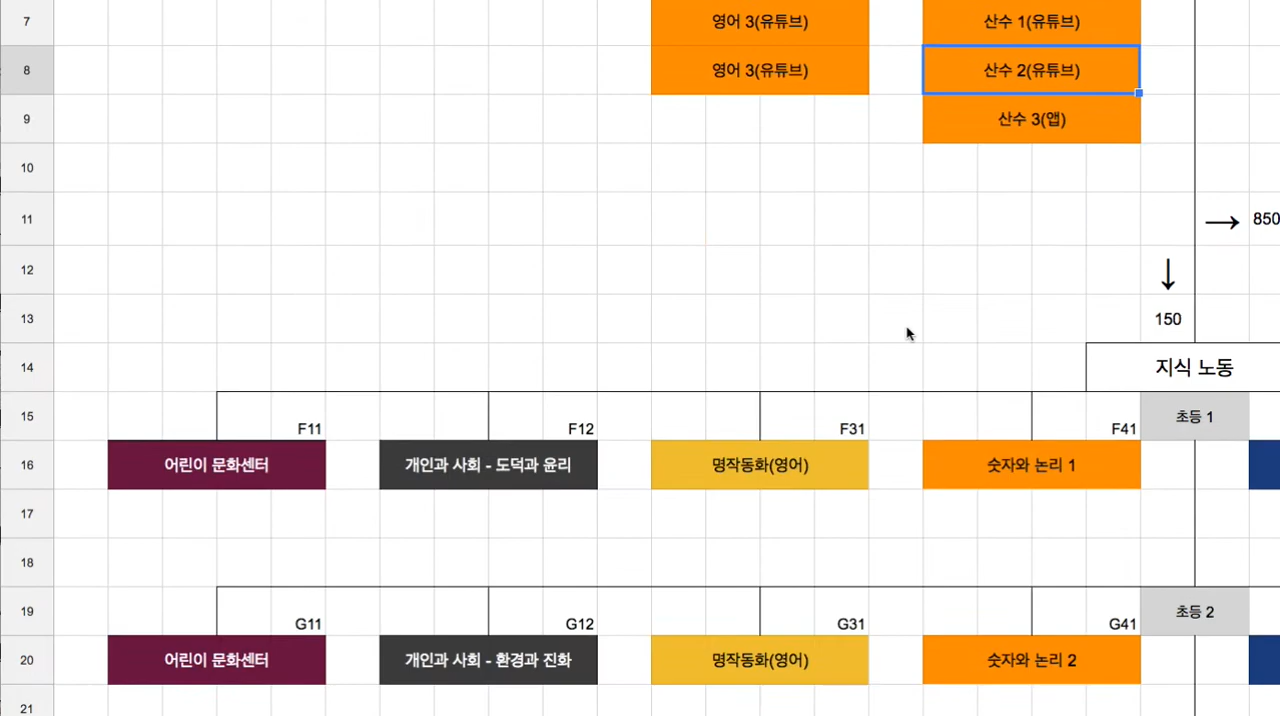 7 영어 3(유튜브) 산수 1(유튜브)
8 영어 3(유튜브) 산수 2(유튜브)
9 산수 3(앱)
10
11 → 850
12 ↓
13 150
14 지식 노동
15 F11 F12 F31 F41 초등 1
16 어린이 문화센터 개인과 사회 - 도덕과 윤리 명작동화(영어) 숫자와 논리 1
17
18
19 G11 G12 G31 G41 초등 2
20 어린이 문화센터 개인과 사회 - 환경과 진화 명작동화(영어) 숫자와 논리 2
21